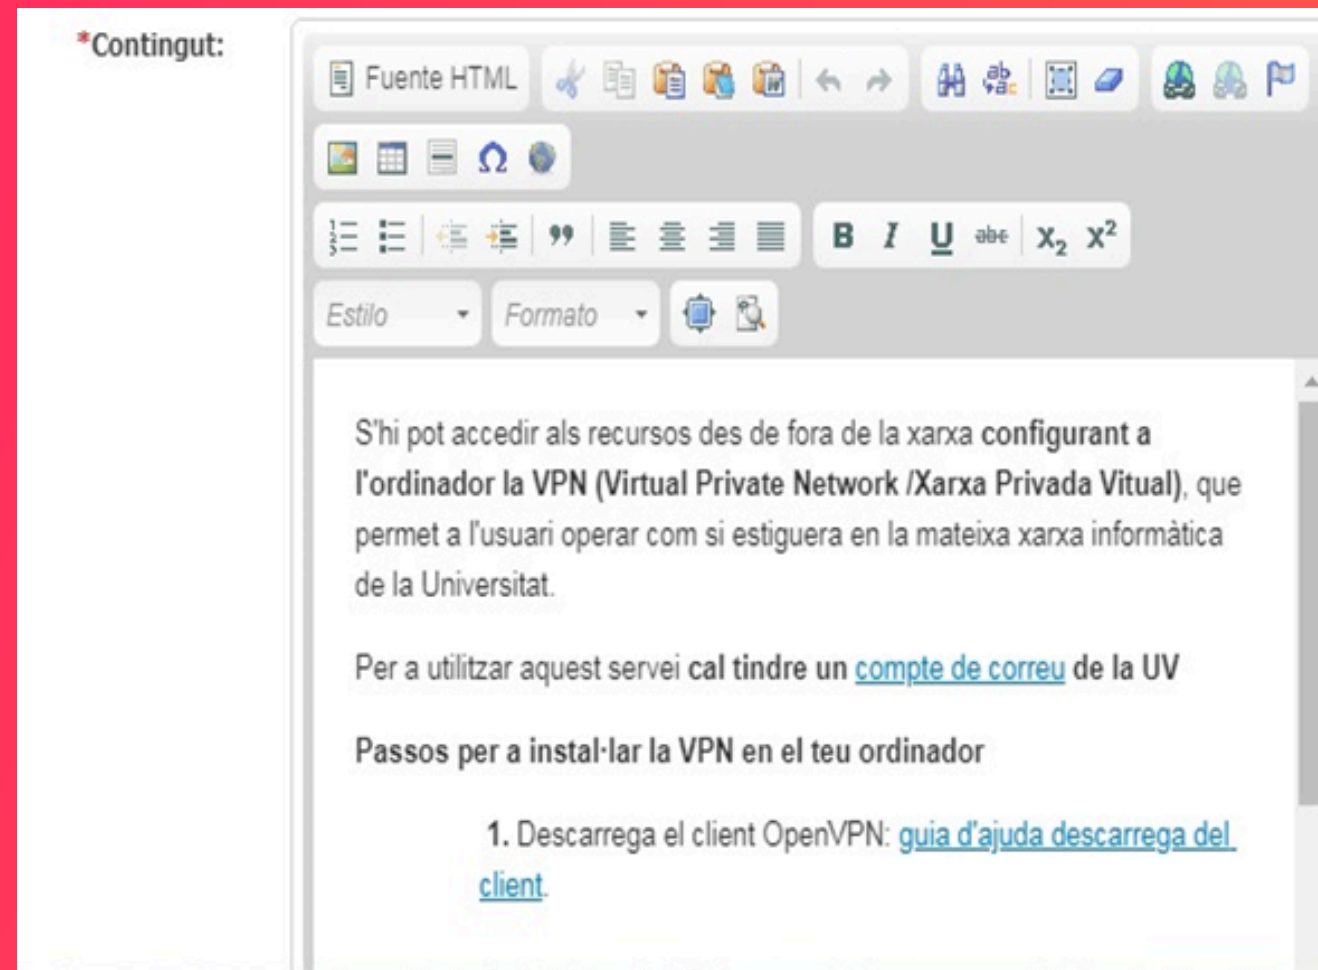 *Contingut:
Fuente HTML
B I U abc X₂ X²
Estilo Formato
S'hi pot accedir als recursos des de fora de la xarxa configurant a
l'ordinador la VPN (Virtual Private Network /Xarxa Privada Vitual), que
permet a l'usuari operar com si estiguera en la mateixa xarxa informàtica
de la Universitat.
Per a utilitzar aquest servei cal tindre un compte de correu de la UV
Passos per a instal·lar la VPN en el teu ordinador
1. Descarrega el client OpenVPN: guia d'ajuda descarrega del
client.